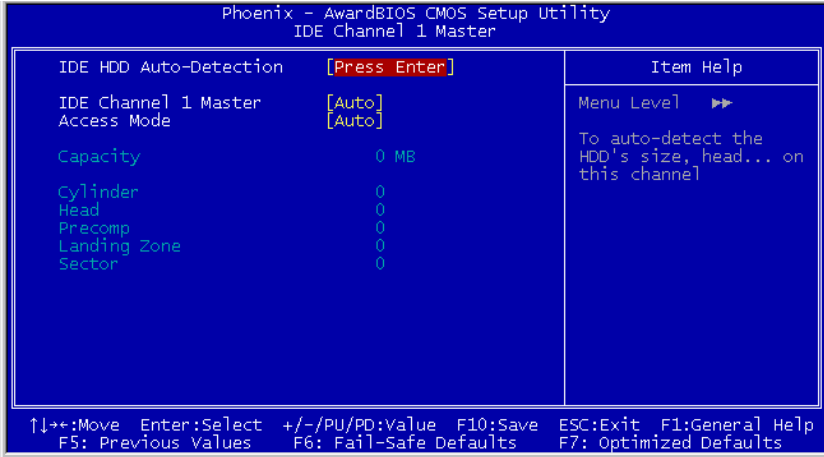 Phoenix - AwardBIOS CMOS Setup Utility
IDE Channel 1 Master
IDE HDD Auto-Detection [Press Enter]
Item Help
IDE Channel 1 Master [Auto]
Access Mode [Auto]
Menu Level ▶▶
To auto-detect the
HDD's size, head... on
this channel
Capacity 0 MB
Cylinder 0
Head 0
Precomp 0
Landing Zone 0
Sector 0
↑↓→←:Move Enter:Select +/-/PU/PD:Value F10:Save ESC:Exit F1:General Help
F5: Previous Values F6: Fail-Safe Defaults F7: Optimized Defaults